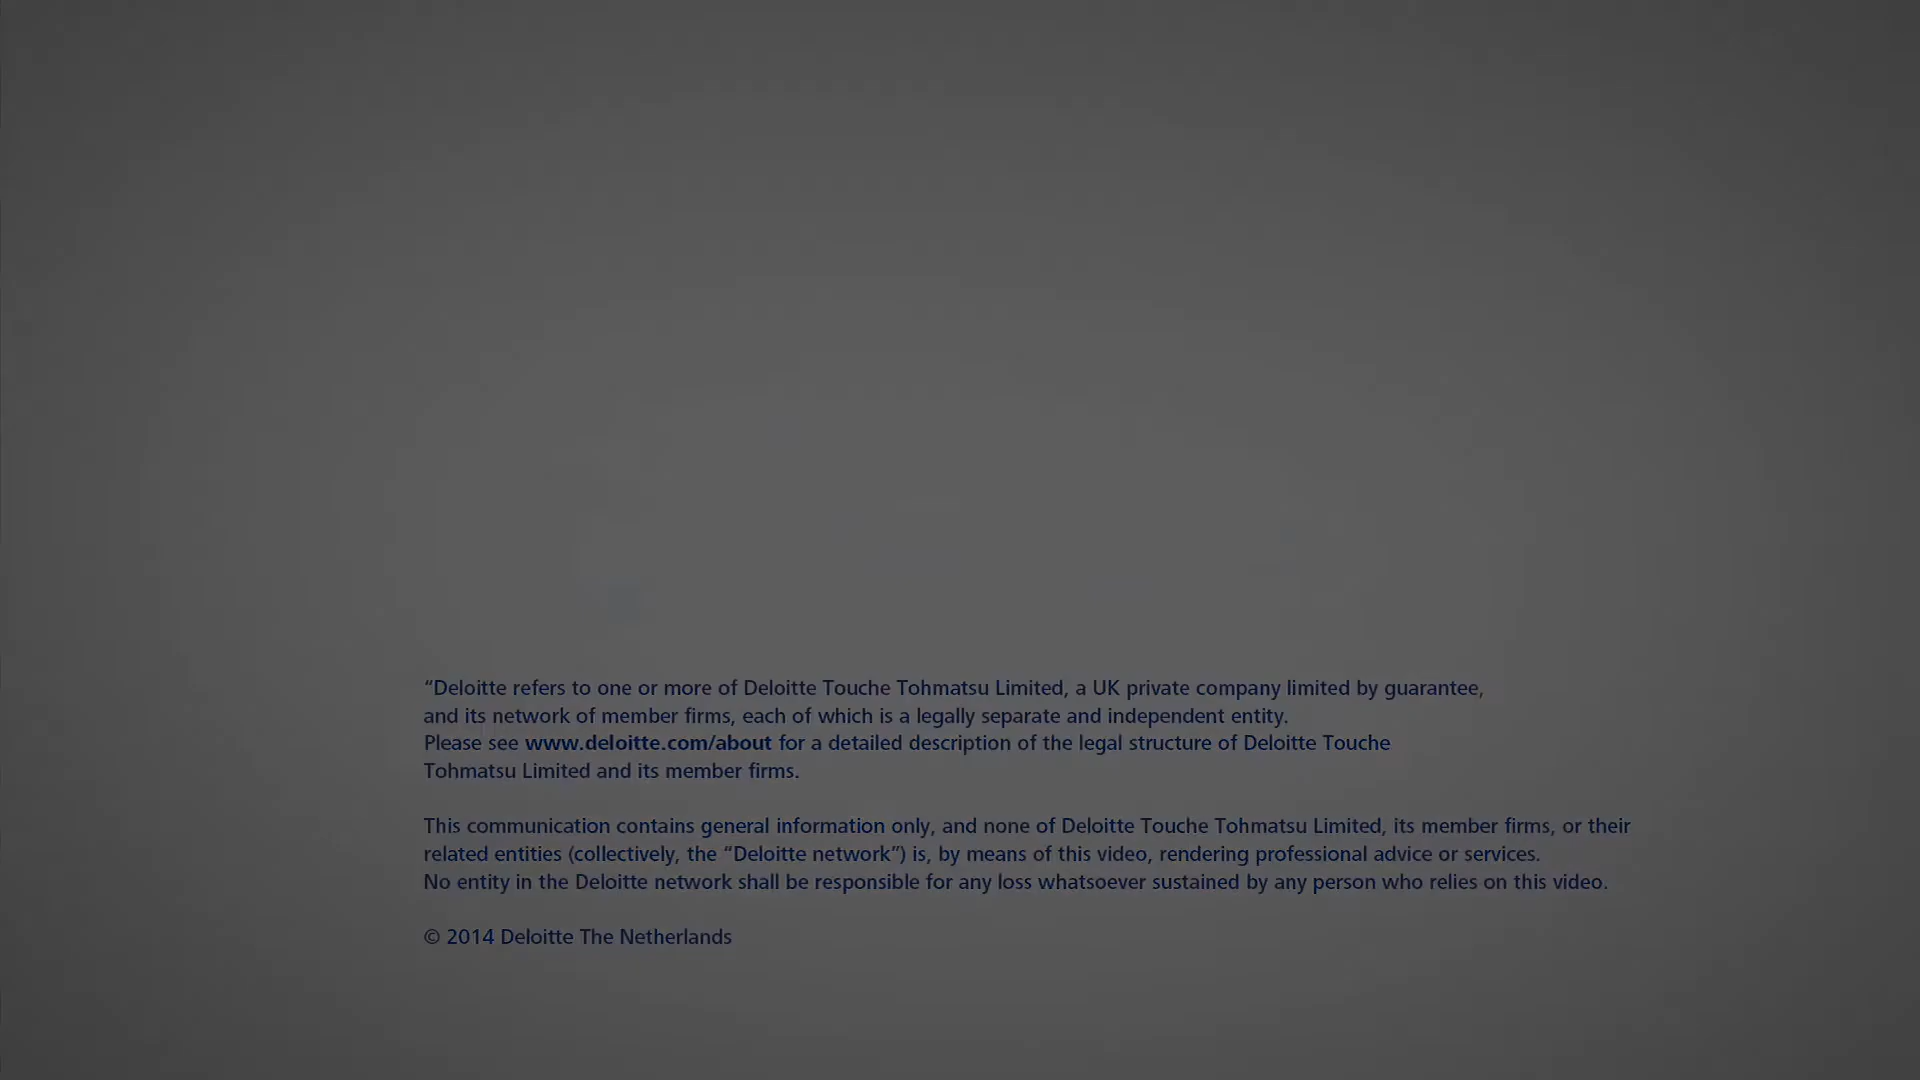 “Deloitte refers to one or more of Deloitte Touche Tohmatsu Limited, a UK private company limited by guarantee,
and its network of member firms, each of which is a legally separate and independent entity.
Please see www.deloitte.com/about for a detailed description of the legal structure of Deloitte Touche
Tohmatsu Limited and its member firms.
This communication contains general information only, and none of Deloitte Touche Tohmatsu Limited, its member firms, or their
related entities (collectively, the “Deloitte network”) is, by means of this video, rendering professional advice or services.
No entity in the Deloitte network shall be responsible for any loss whatsoever sustained by any person who relies on this video.
© 2014 Deloitte The Netherlands